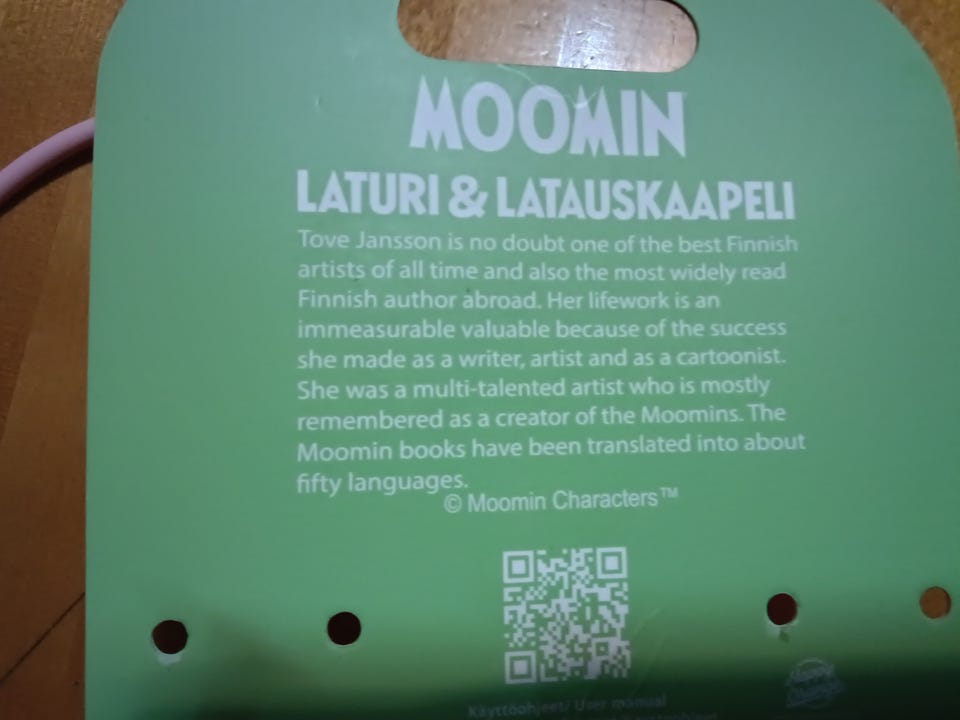 MOOMIN
LATURI & LATAUSKAAPELI
Tove Jansson is no doubt one of the best Finnish
artists of all time and also the most widely read
Finnish author abroad. Her lifework is an
immeasurable valuable because of the success
she made as a writer, artist and as a cartoonist.
She was a multi-talented artist who is mostly
remembered as a creator of the Moomins. The
Moomin books have been translated into about
fifty languages.
© Moomin Characters™
Käyttöohjeet/ User manual